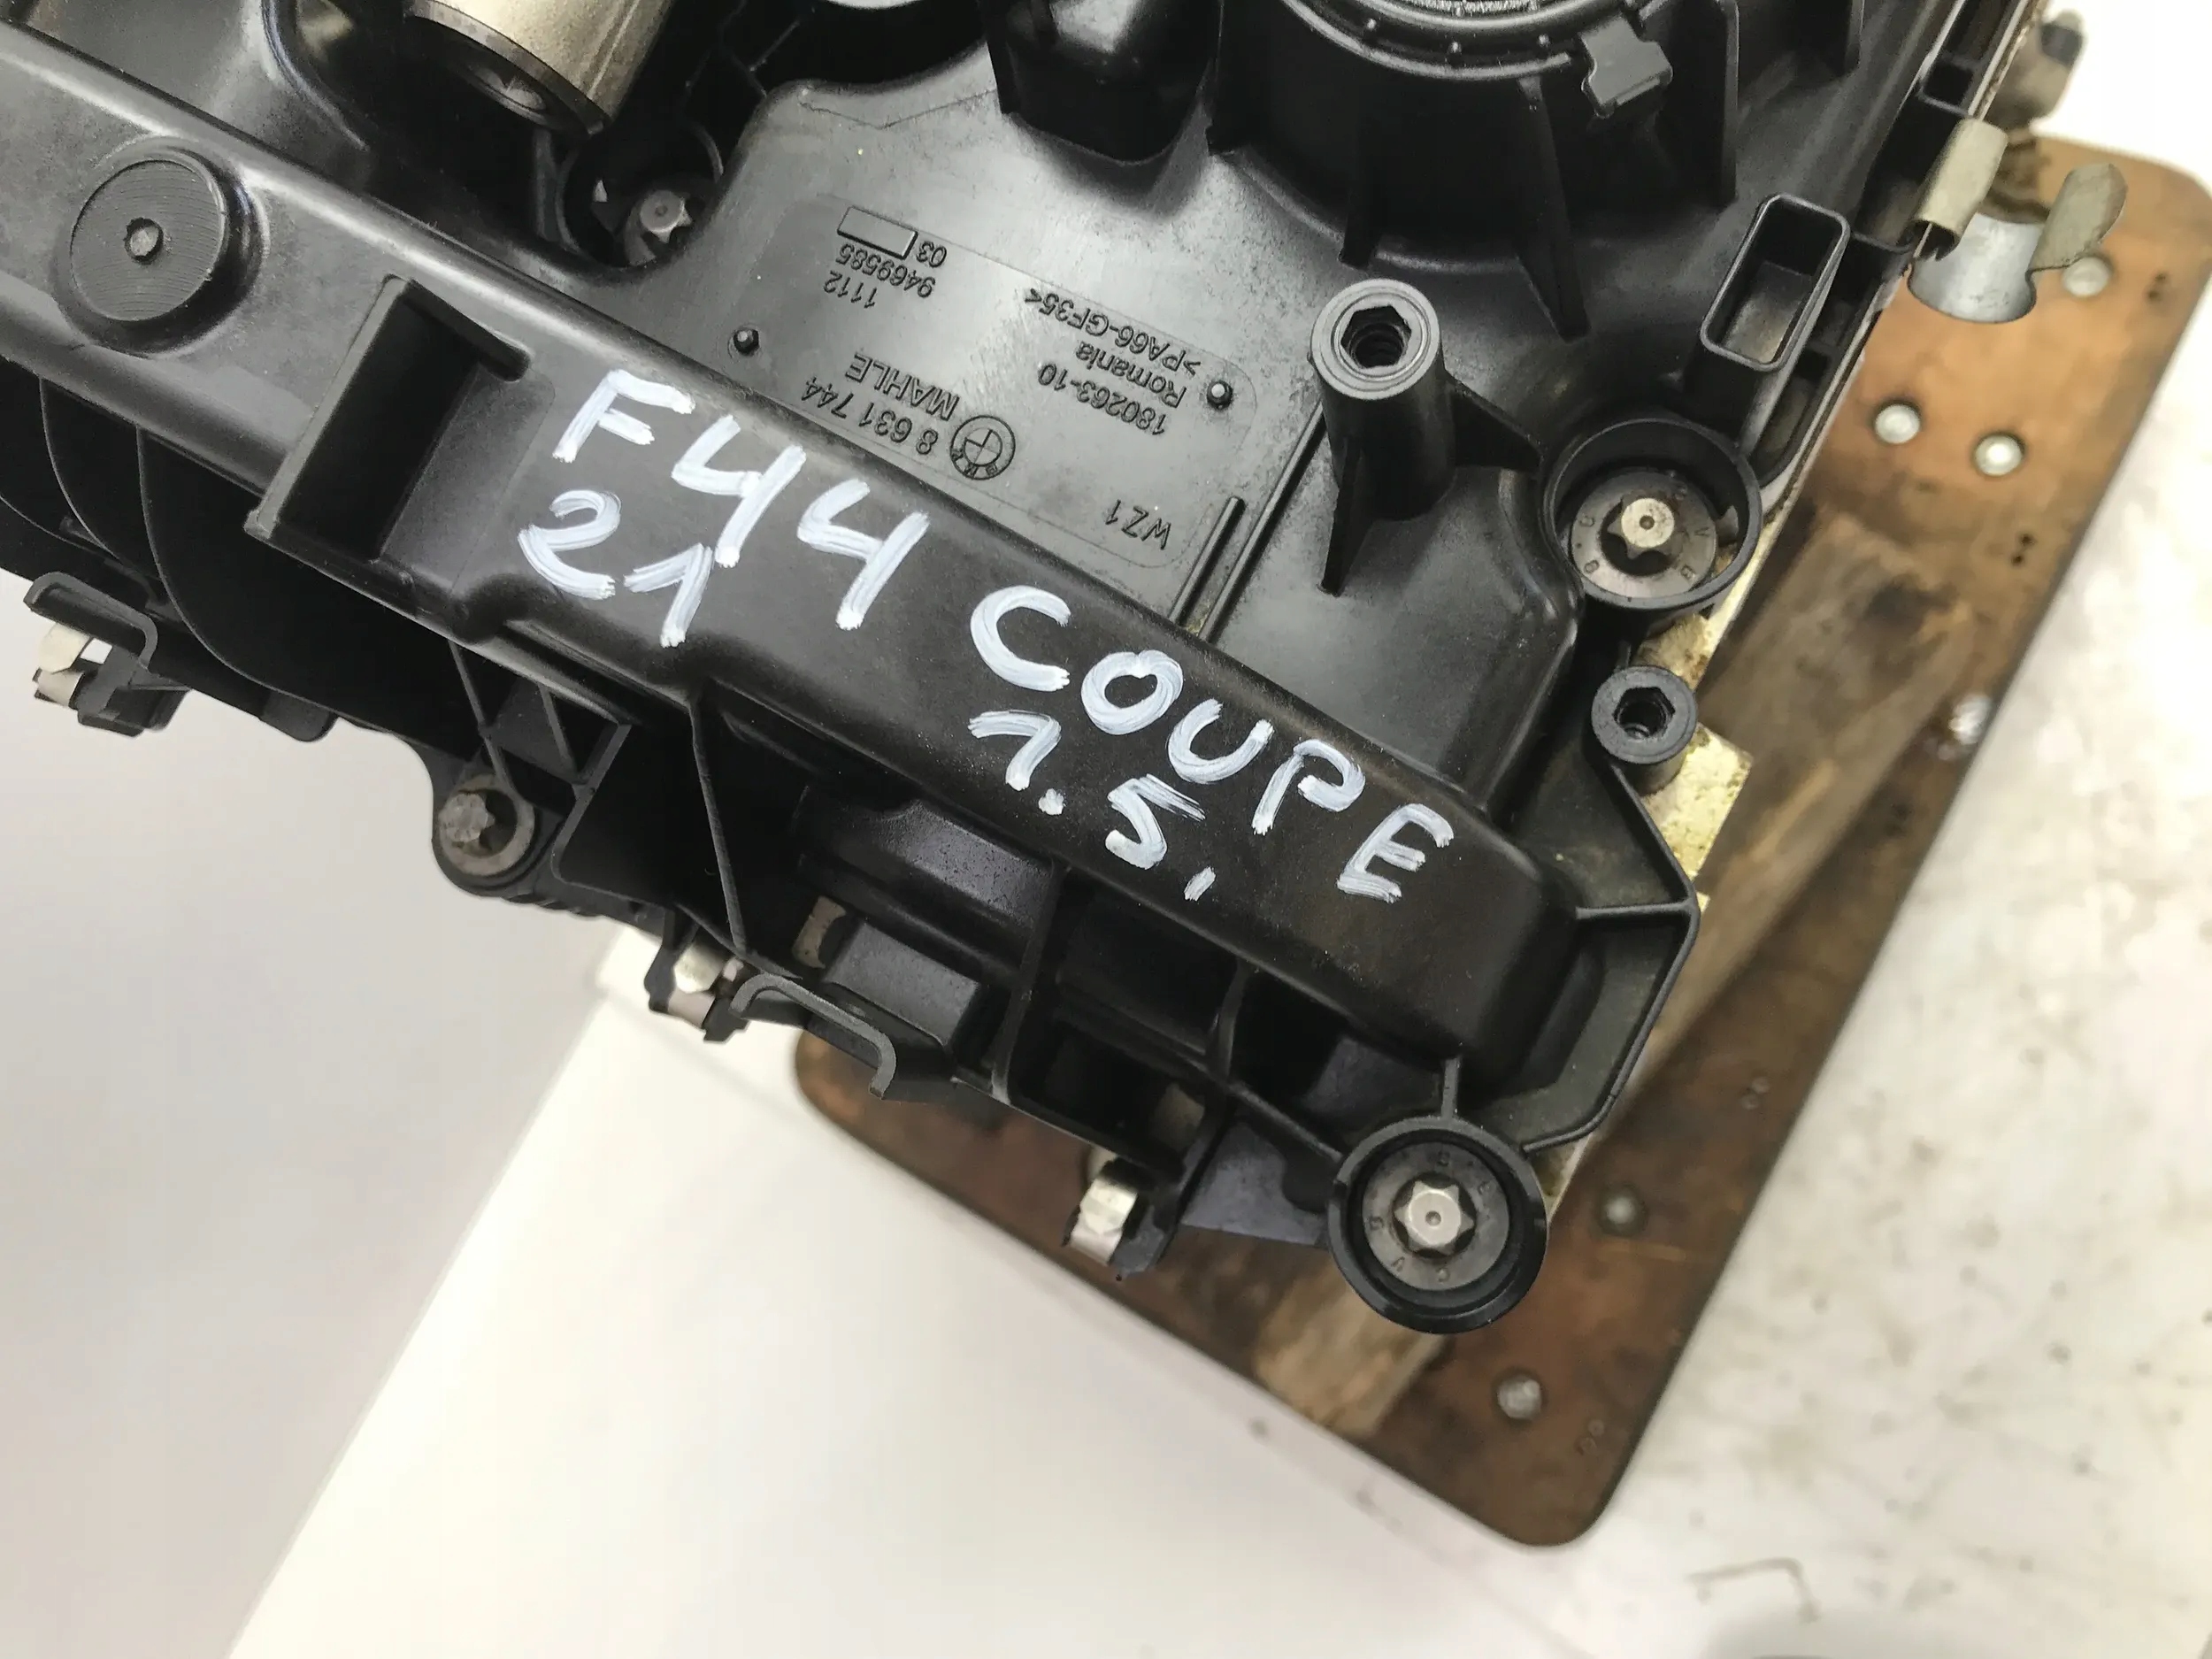 F44 COUPE
21 1.5.
WZ1
8 631 744
MAHLE
180263-10
Romania
>PA66-GF35<
1112
9469585
03